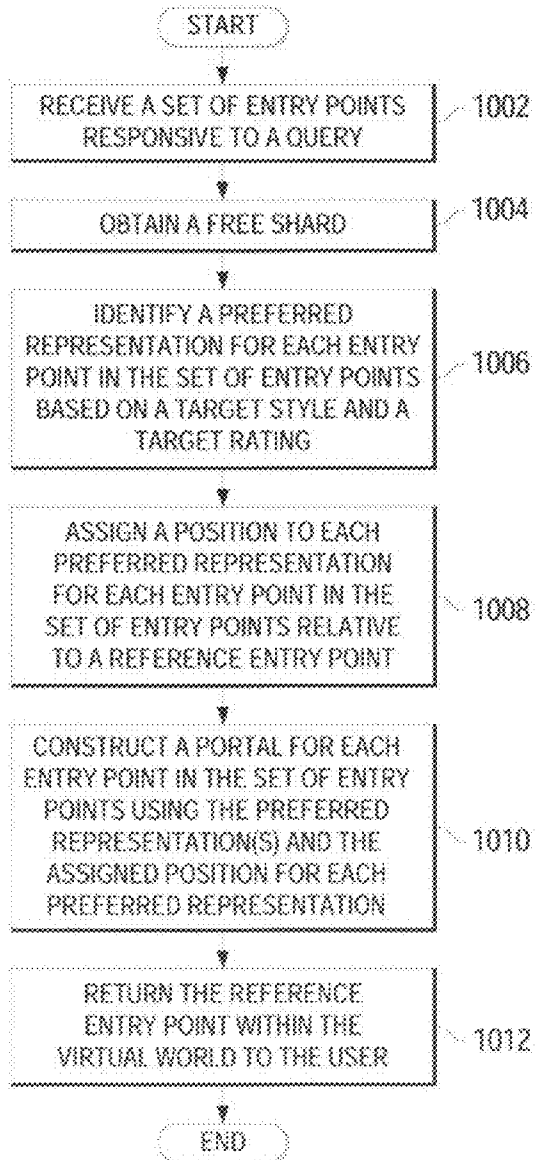 START
RECEIVE A SET OF ENTRY POINTS
RESPONSIVE TO A QUERY
1002
OBTAIN A FREE SHARD
1004
IDENTIFY A PREFERRED
REPRESENTATION FOR EACH ENTRY
POINT IN THE SET OF ENTRY POINTS
BASED ON A TARGET STYLE AND A
TARGET RATING
1006
ASSIGN A POSITION TO EACH
PREFERRED REPRESENTATION
FOR EACH ENTRY POINT IN THE
SET OF ENTRY POINTS RELATIVE
TO A REFERENCE ENTRY POINT
1008
CONSTRUCT A PORTAL FOR EACH
ENTRY POINT IN THE SET OF ENTRY
POINTS USING THE PREFERRED
REPRESENTATION(S) AND THE
ASSIGNED POSITION FOR EACH
PREFERRED REPRESENTATION
1010
RETURN THE REFERENCE
ENTRY POINT WITHIN THE
VIRTUAL WORLD TO THE USER
1012
END